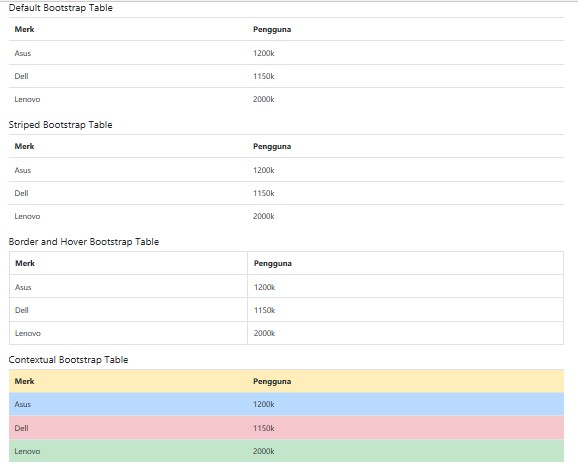 Default Bootstrap Table
Merk Pengguna
Asus 1200k
Dell 1150k
Lenovo 2000k
Striped Bootstrap Table
Merk Pengguna
Asus 1200k
Dell 1150k
Lenovo 2000k
Border and Hover Bootstrap Table
Merk Pengguna
Asus 1200k
Dell 1150k
Lenovo 2000k
Contextual Bootstrap Table
Merk Pengguna
Asus 1200k
Dell 1150k
Lenovo 2000k